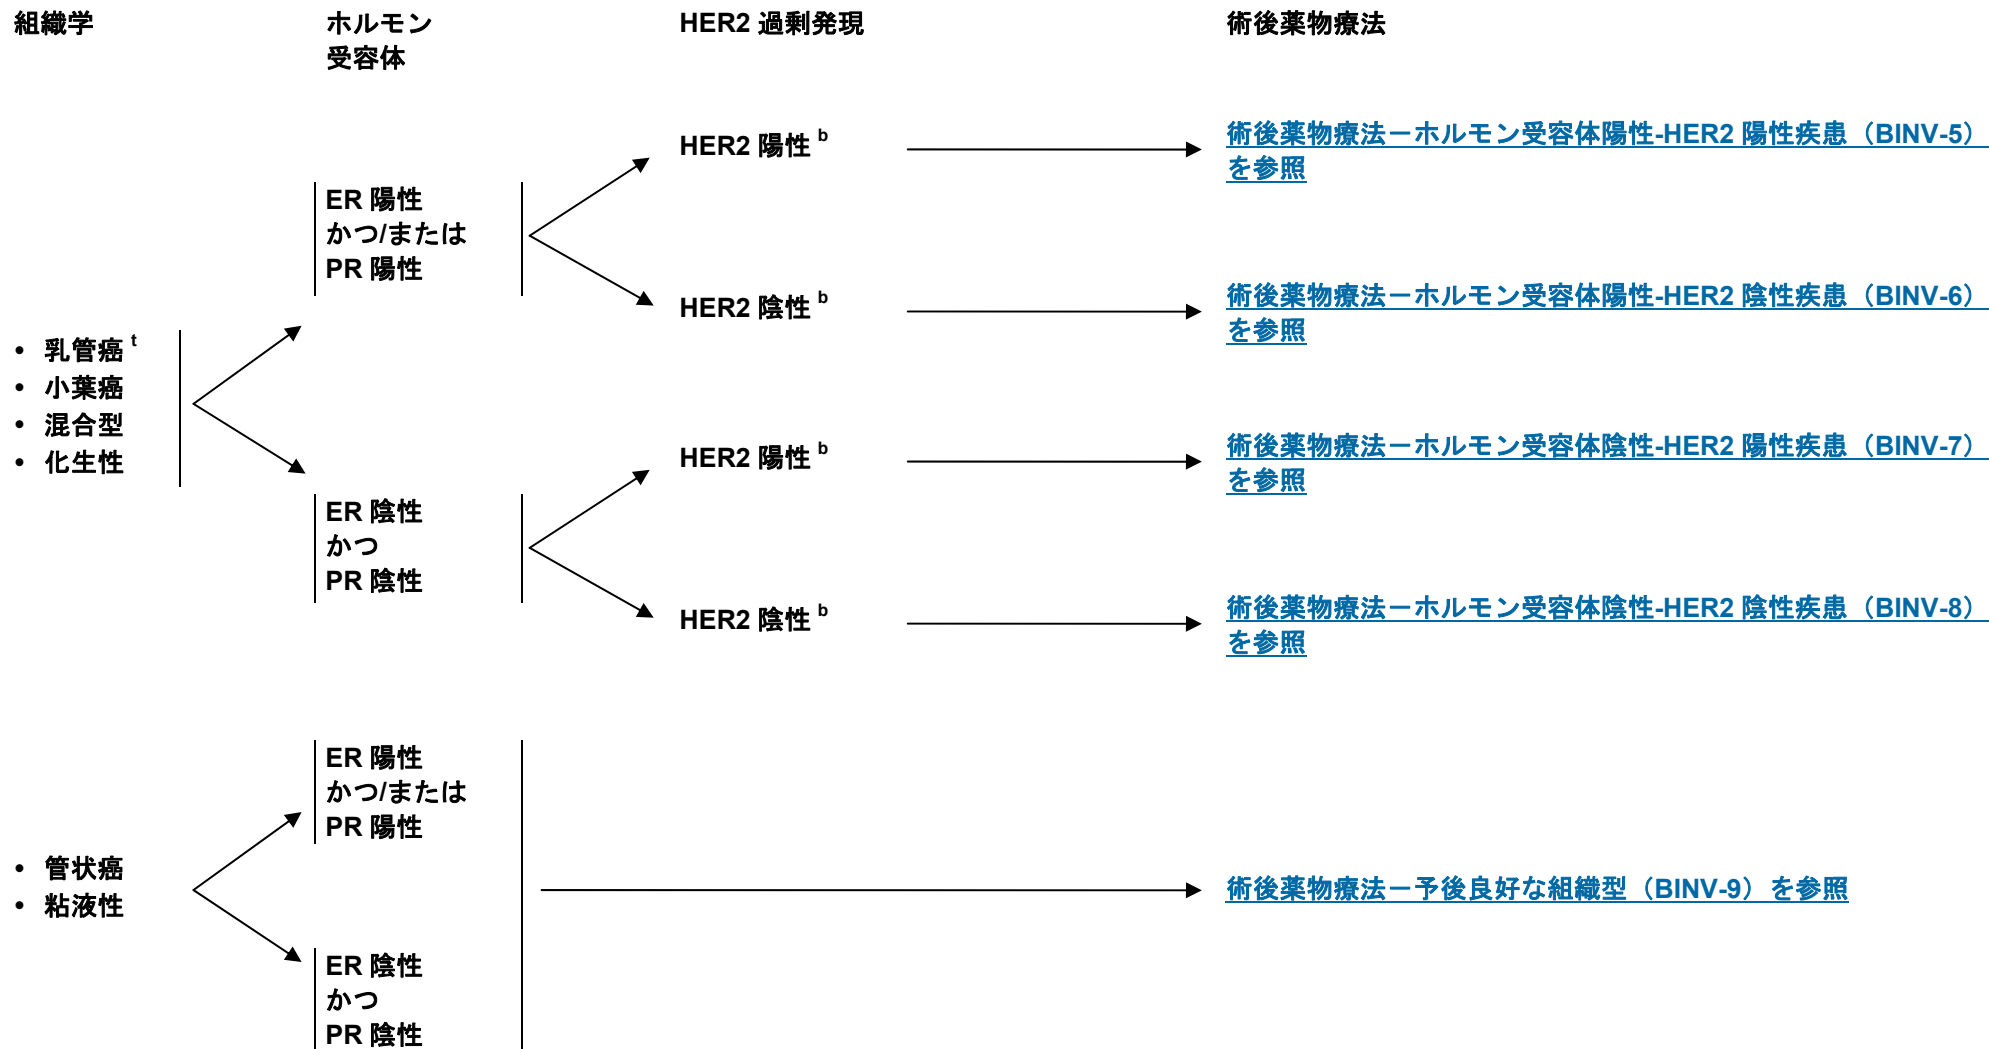 組織学
ホルモン
受容体
HER2 過剰発現
術後薬物療法
HER2 陽性 b
術後薬物療法－ホルモン受容体陽性-HER2 陽性疾患（BINV-5）
を参照
ER 陽性
かつ/または
PR 陽性
HER2 陰性 b
術後薬物療法－ホルモン受容体陽性-HER2 陰性疾患（BINV-6）
を参照
• 乳管癌 t
• 小葉癌
• 混合型
• 化生性
HER2 陽性 b
術後薬物療法－ホルモン受容体陰性-HER2 陽性疾患（BINV-7）
を参照
ER 陰性
かつ
PR 陰性
HER2 陰性 b
術後薬物療法－ホルモン受容体陰性-HER2 陰性疾患（BINV-8）
を参照
ER 陽性
かつ/または
PR 陽性
• 管状癌
• 粘液性
術後薬物療法－予後良好な組織型（BINV-9）を参照
ER 陰性
かつ
PR 陰性